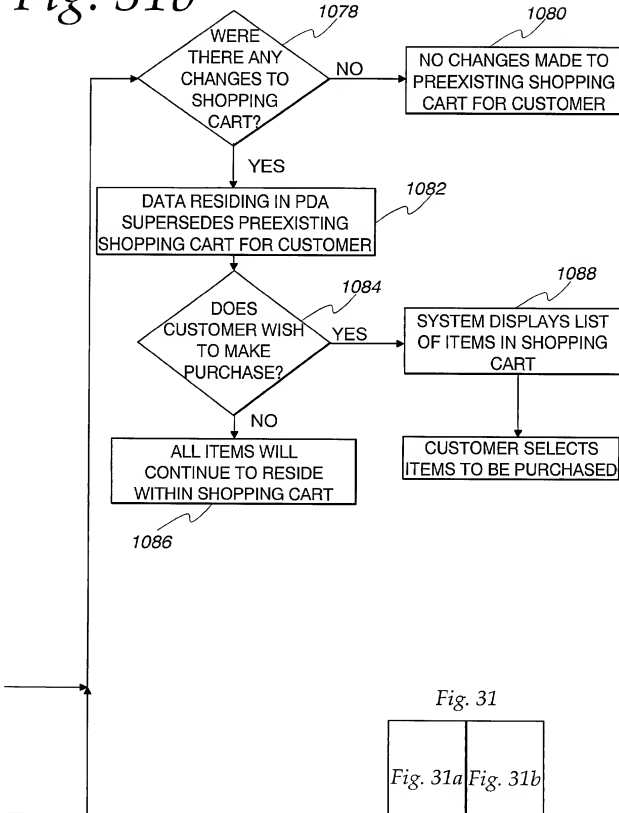 Fig. 31b
1078
WERE
THERE ANY
CHANGES TO
SHOPPING
CART?
NO
1080
NO CHANGES MADE TO
PREEXISTING SHOPPING
CART FOR CUSTOMER
YES
1082
DATA RESIDING IN PDA
SUPERSEDES PREEXISTING
SHOPPING CART FOR CUSTOMER
1084
DOES
CUSTOMER WISH
TO MAKE
PURCHASE?
YES
1088
SYSTEM DISPLAYS LIST
OF ITEMS IN SHOPPING
CART
NO
ALL ITEMS WILL
CONTINUE TO RESIDE
WITHIN SHOPPING CART
1086
CUSTOMER SELECTS
ITEMS TO BE PURCHASED
Fig. 31
Fig. 31a
Fig. 31b